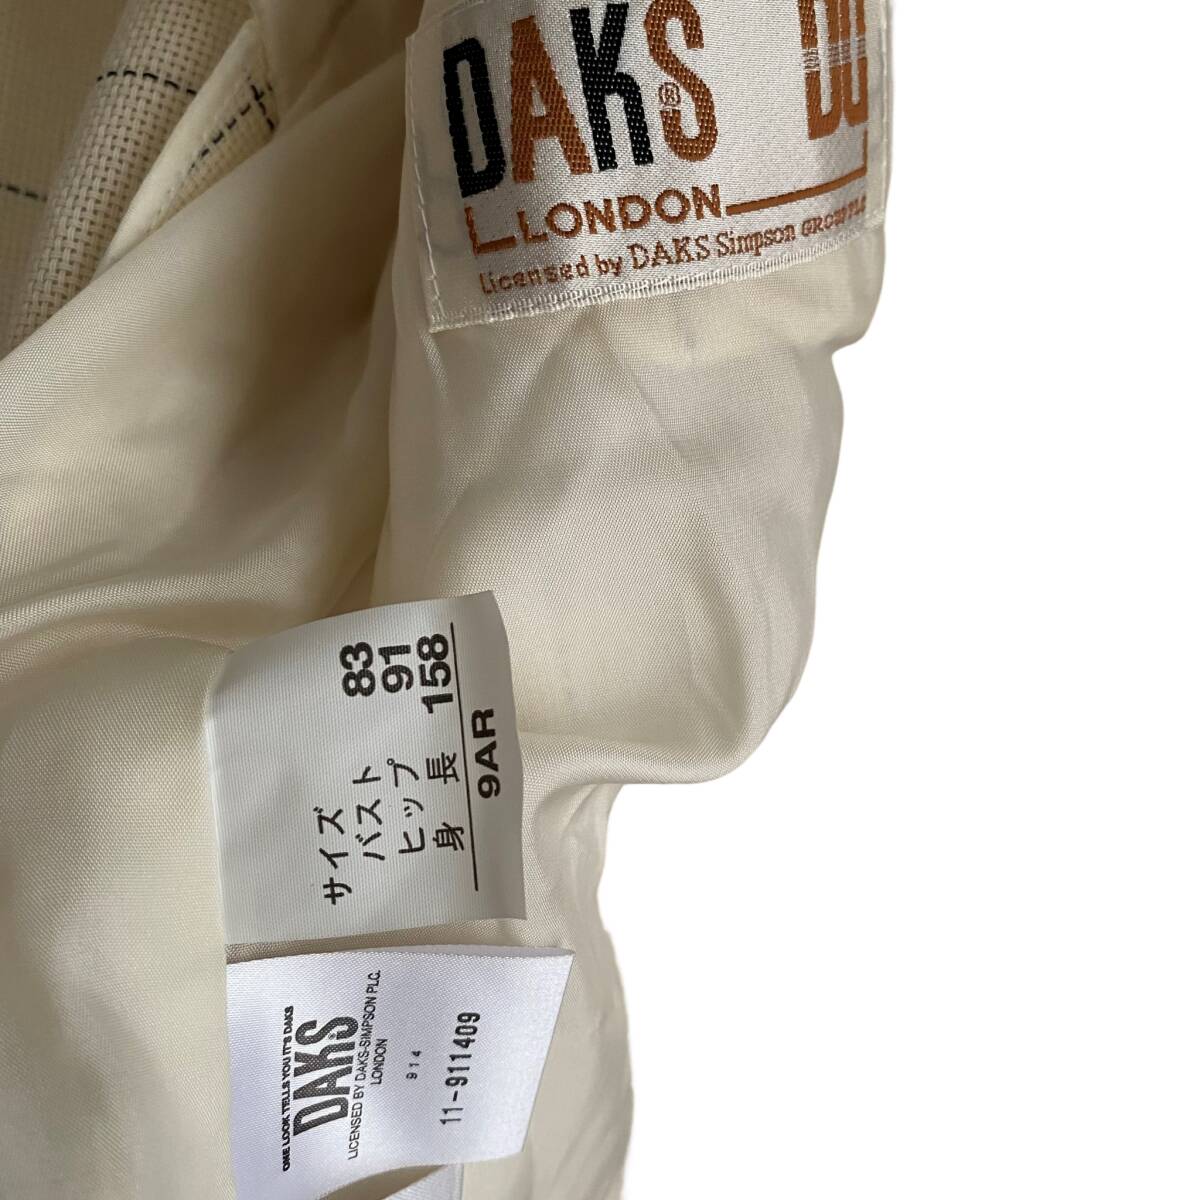 DAKS®
LONDON
Licensed by DAKS Simpson
サイズ
バスト 83
ヒップ 91
身長 158
9AR
ONE LOOK TELLS YOU IT'S DAKS
DAKS
LICENSED BY DAKS-SIMPSON PLC.
LONDON
914
11-911409